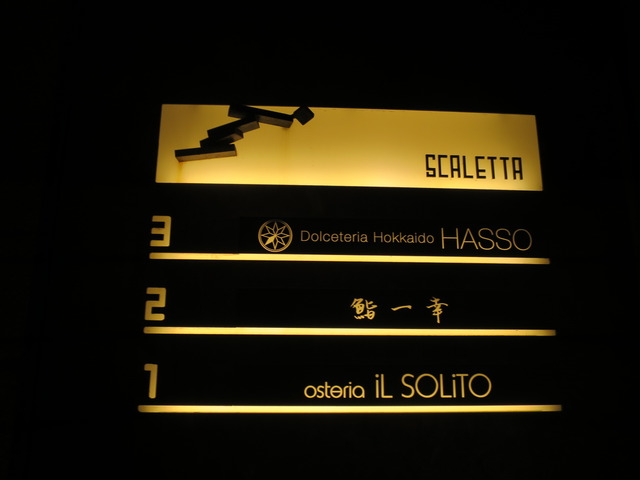 SCALETTA
3 Dolceteria Hokkaido HASSO
2 鮨 一 幸
1 osteria iL SOLiTO